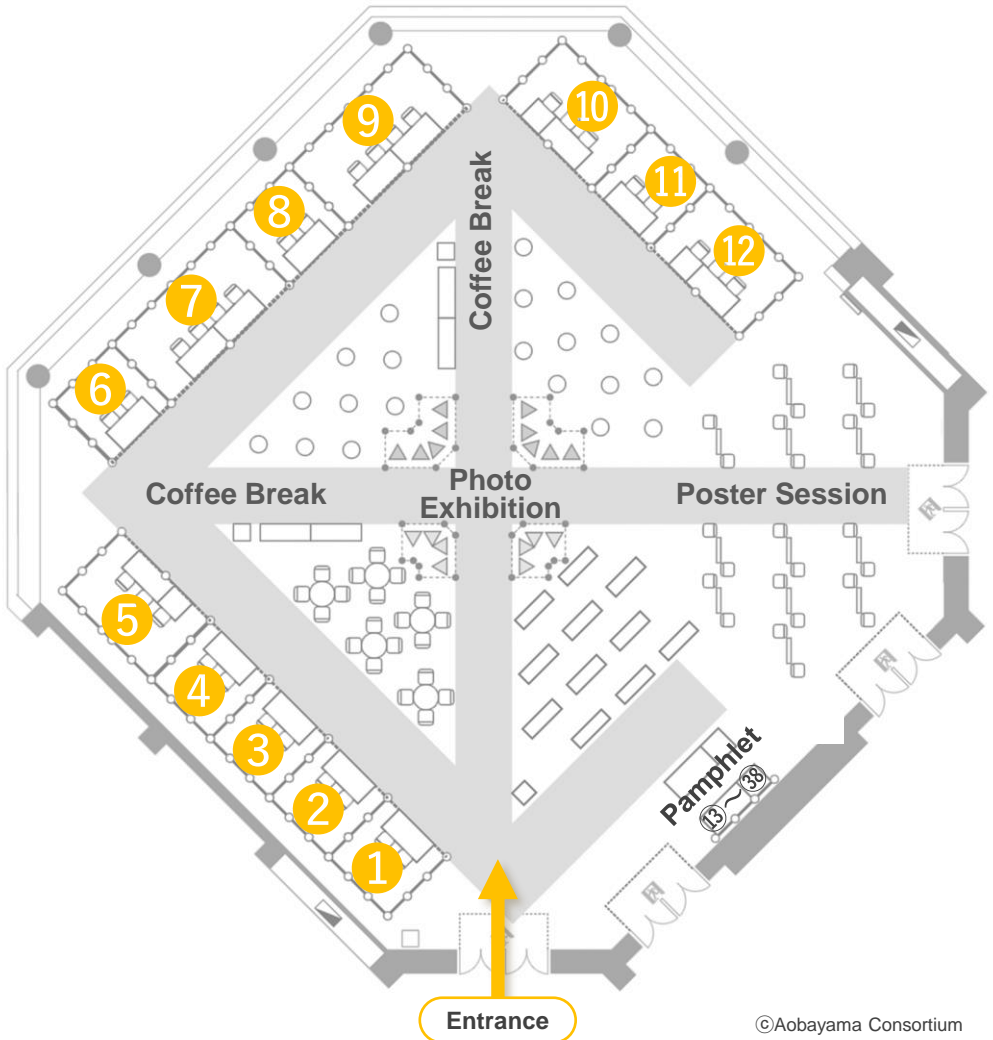 9
10
8
11
12
7
6
Coffee Break
Coffee Break
Photo
Exhibition
Poster Session
5
4
3
2
1
Pamphlet
⑬～㊳
Entrance
©Aobayama Consortium